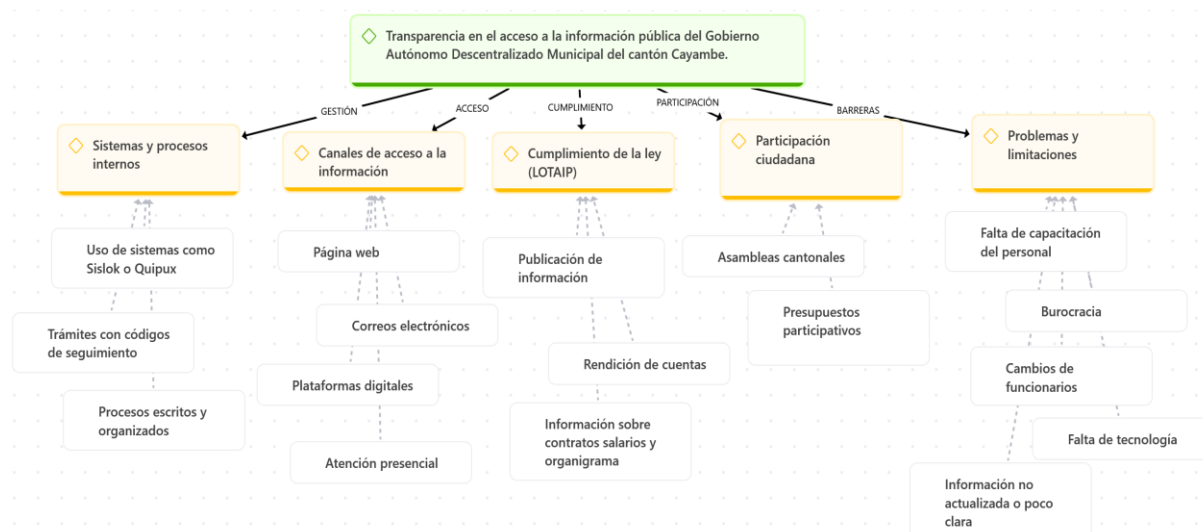 Transparencia en el acceso a la información pública del Gobierno
Autónomo Descentralizado Municipal del cantón Cayambe.
GESTIÓN
ACCESO
CUMPLIMIENTO
PARTICIPACIÓN
BARRERAS
Sistemas y procesos
internos
Canales de acceso a la
información
Cumplimiento de la ley
(LOTAIP)
Participación
ciudadana
Problemas y
limitaciones
Uso de sistemas como
Sislok o Quipux
Trámites con códigos
de seguimiento
Procesos escritos y
organizados
Página web
Correos electrónicos
Plataformas digitales
Atención presencial
Publicación de
información
Rendición de cuentas
Información sobre
contratos salarios y
organigrama
Asambleas cantonales
Presupuestos
participativos
Falta de capacitación
del personal
Burocracia
Cambios de
funcionarios
Falta de tecnología
Información no
actualizada o poco
clara